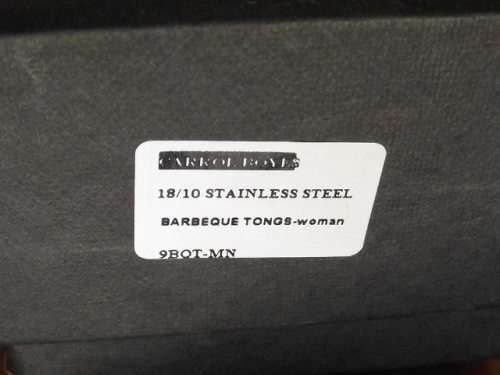 CARROL BOYES
18/10 STAINLESS STEEL
BARBEQUE TONGS-woman
9BQT-MN